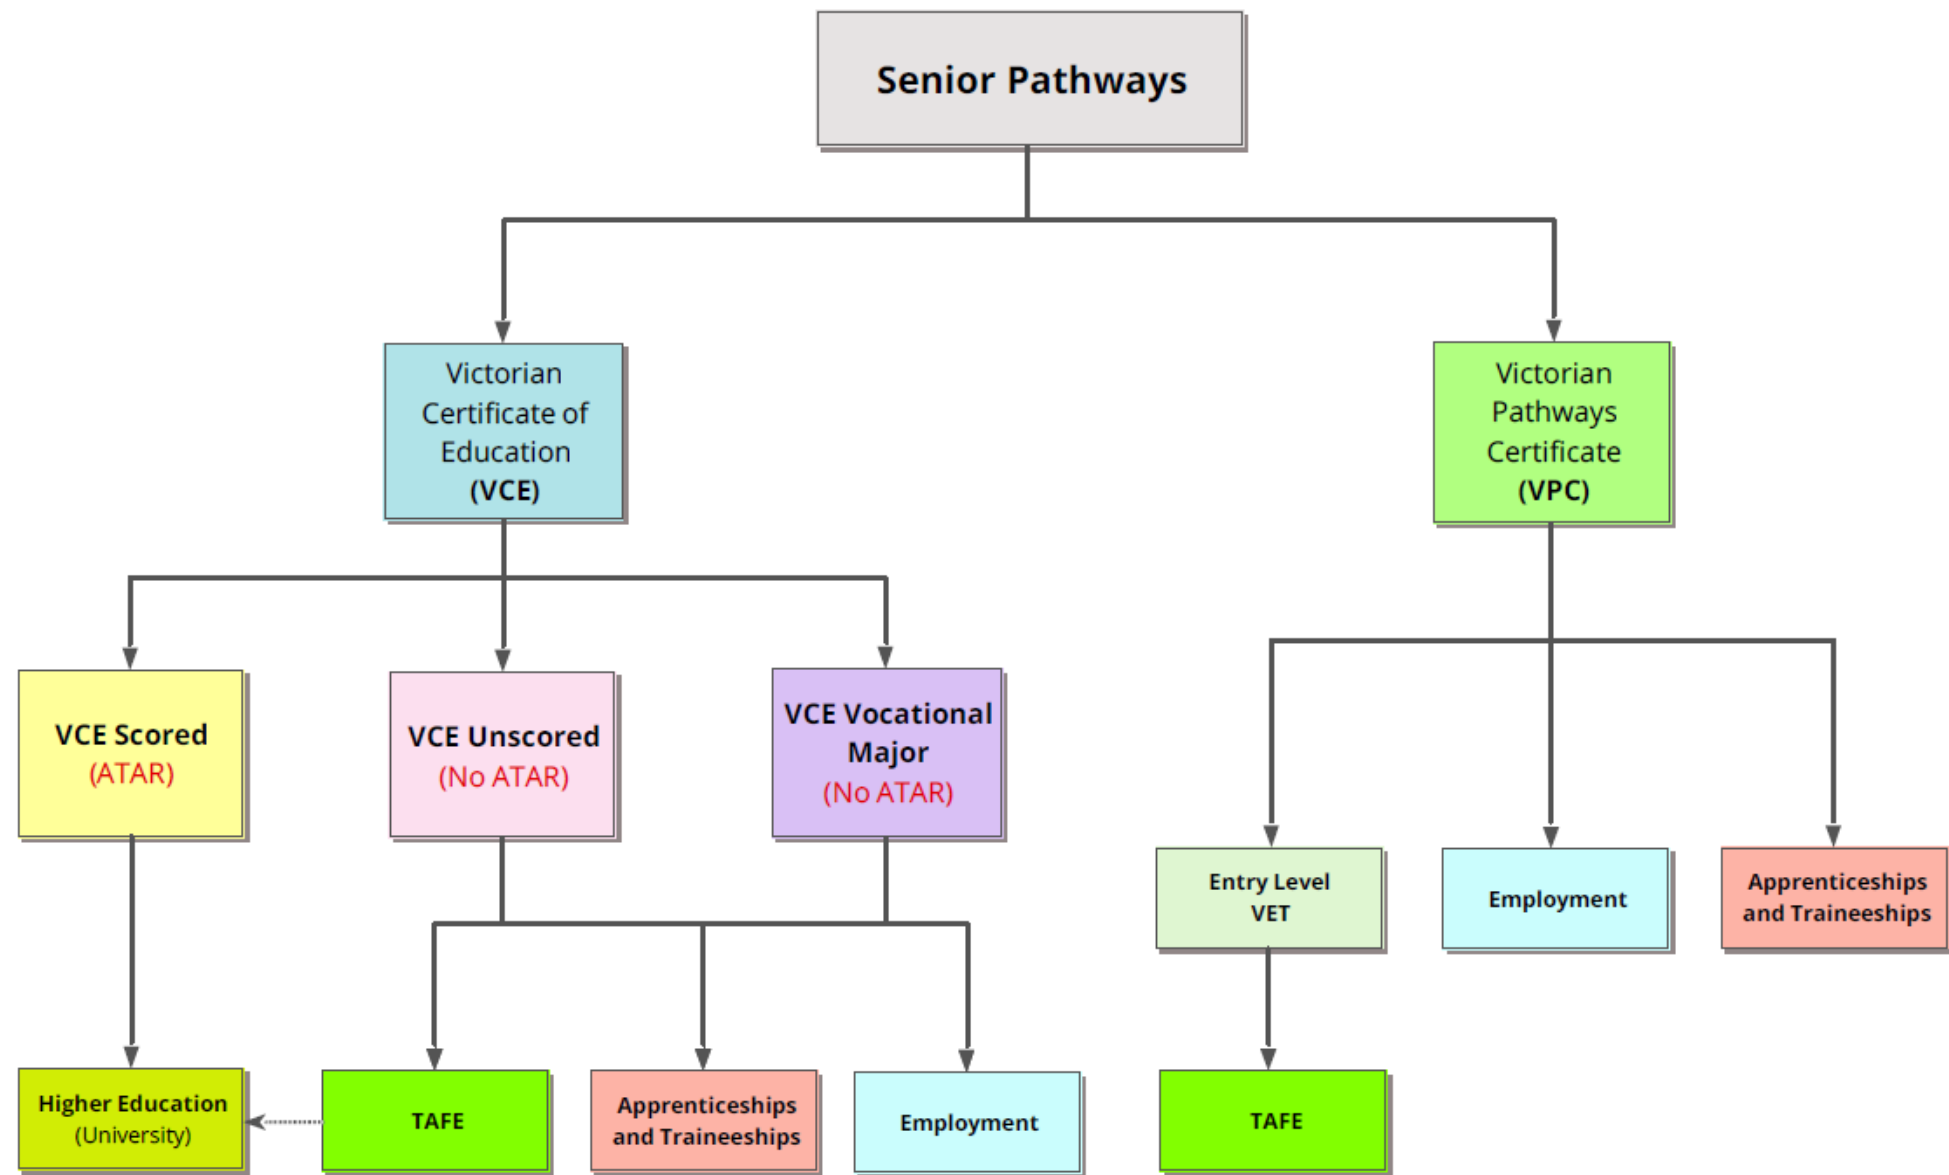 Senior Pathways
Victorian
Certificate of
Education
(VCE)
Victorian
Pathways
Certificate
(VPC)
VCE Scored
(ATAR)
VCE Unscored
(No ATAR)
VCE Vocational
Major
(No ATAR)
Entry Level
VET
Employment
Apprenticeships
and Traineeships
Higher Education
(University)
TAFE
Apprenticeships
and Traineeships
Employment
TAFE